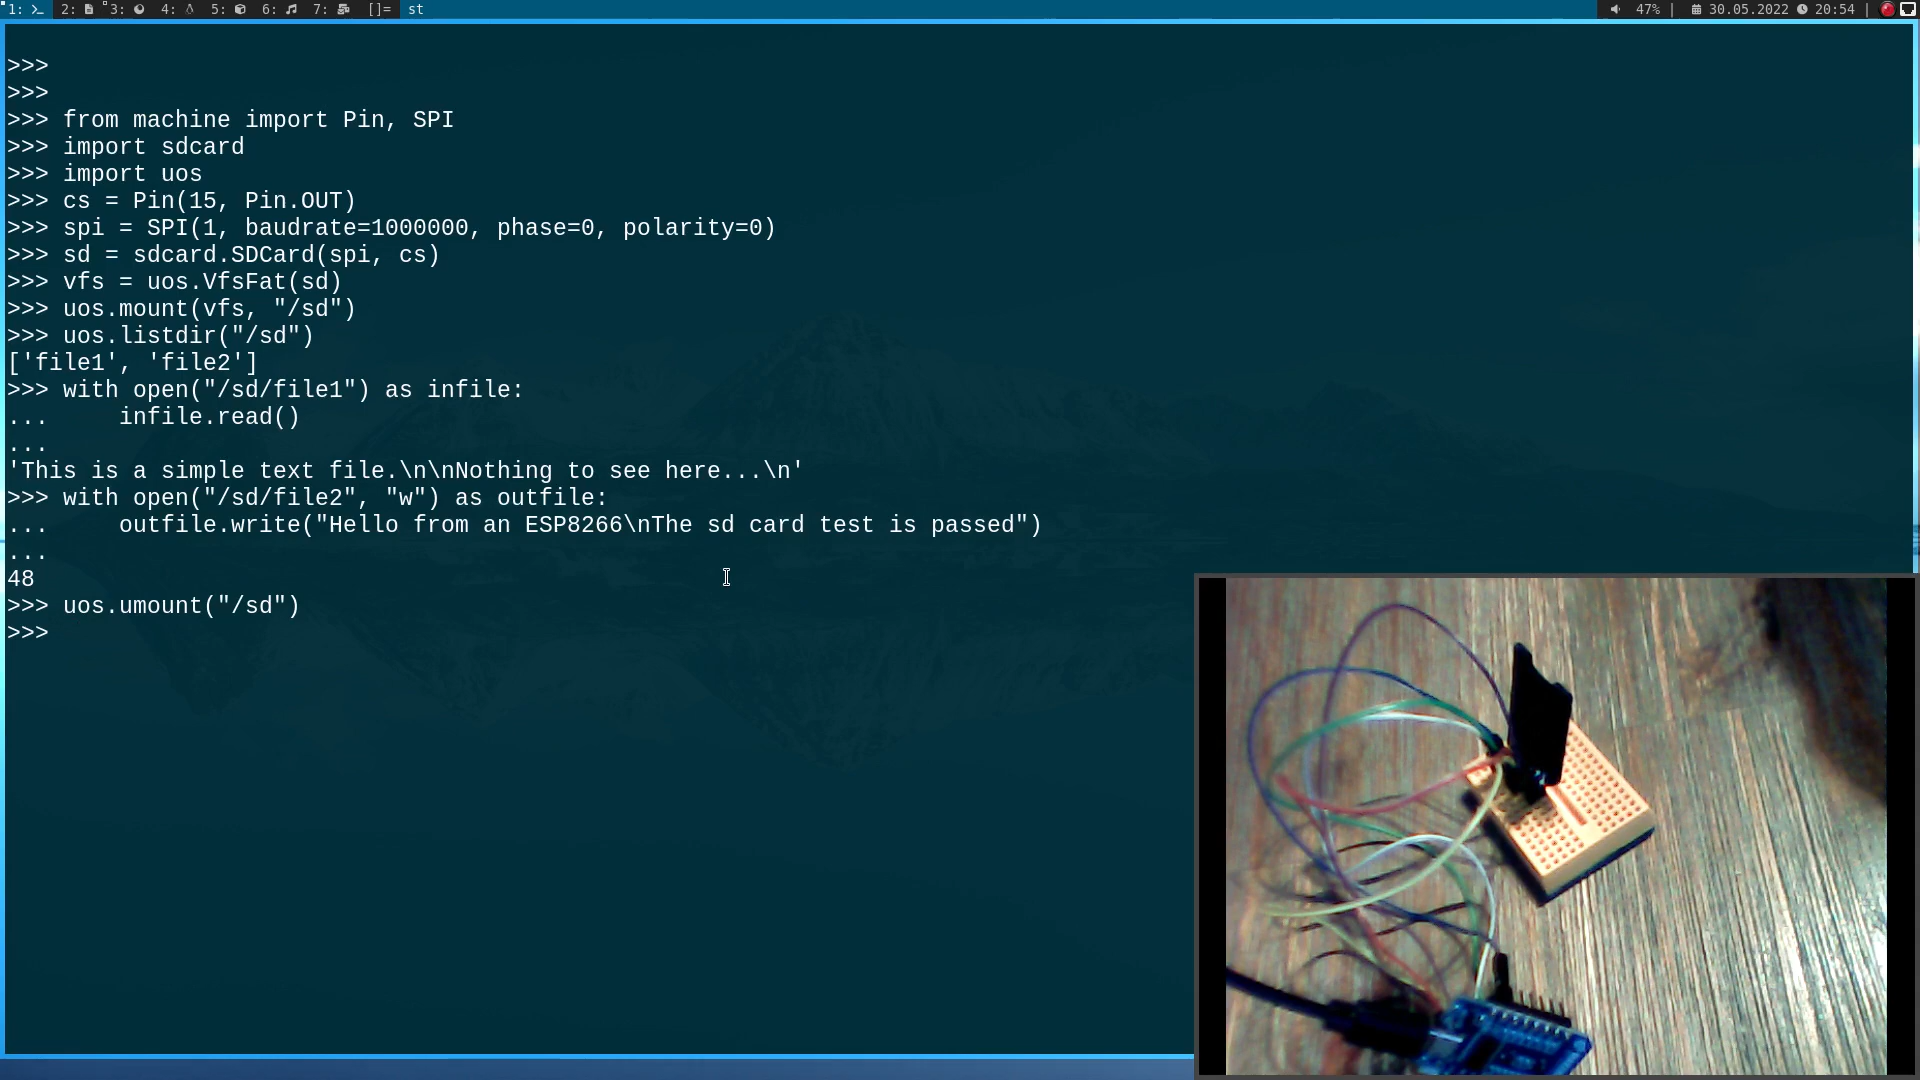 1: 2: 3: 4: 5: 6: 7: []= st 47% | 30.05.2022 20:54 |
>>>
>>>
>>> from machine import Pin, SPI
>>> import sdcard
>>> import uos
>>> cs = Pin(15, Pin.OUT)
>>> spi = SPI(1, baudrate=1000000, phase=0, polarity=0)
>>> sd = sdcard.SDCard(spi, cs)
>>> vfs = uos.VfsFat(sd)
>>> uos.mount(vfs, "/sd")
>>> uos.listdir("/sd")
['file1', 'file2']
>>> with open("/sd/file1") as infile:
...     infile.read()
...
'This is a simple text file.\n\nNothing to see here...\n'
>>> with open("/sd/file2", "w") as outfile:
...     outfile.write("Hello from an ESP8266\nThe sd card test is passed")
...
48
>>> uos.umount("/sd")
>>>